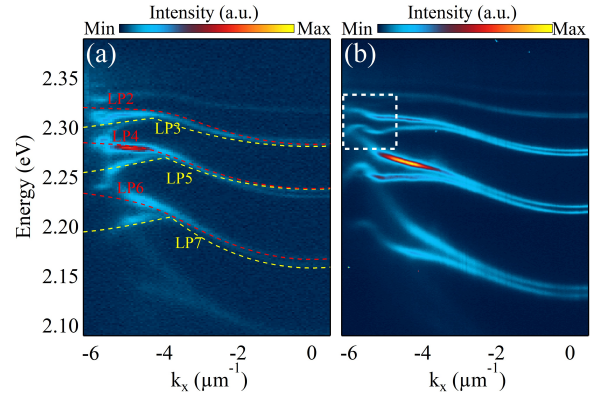 Intensity (a.u.)
Min Max
Intensity (a.u.)
Min Max
(a)
(b)
Energy (eV)
2.35
2.30
2.25
2.20
2.15
2.10
LP2
LP3
LP4
LP5
LP6
LP7
-6 -4 -2 0
-6 -4 -2 0
kₓ (µm⁻¹)
kₓ (µm⁻¹)